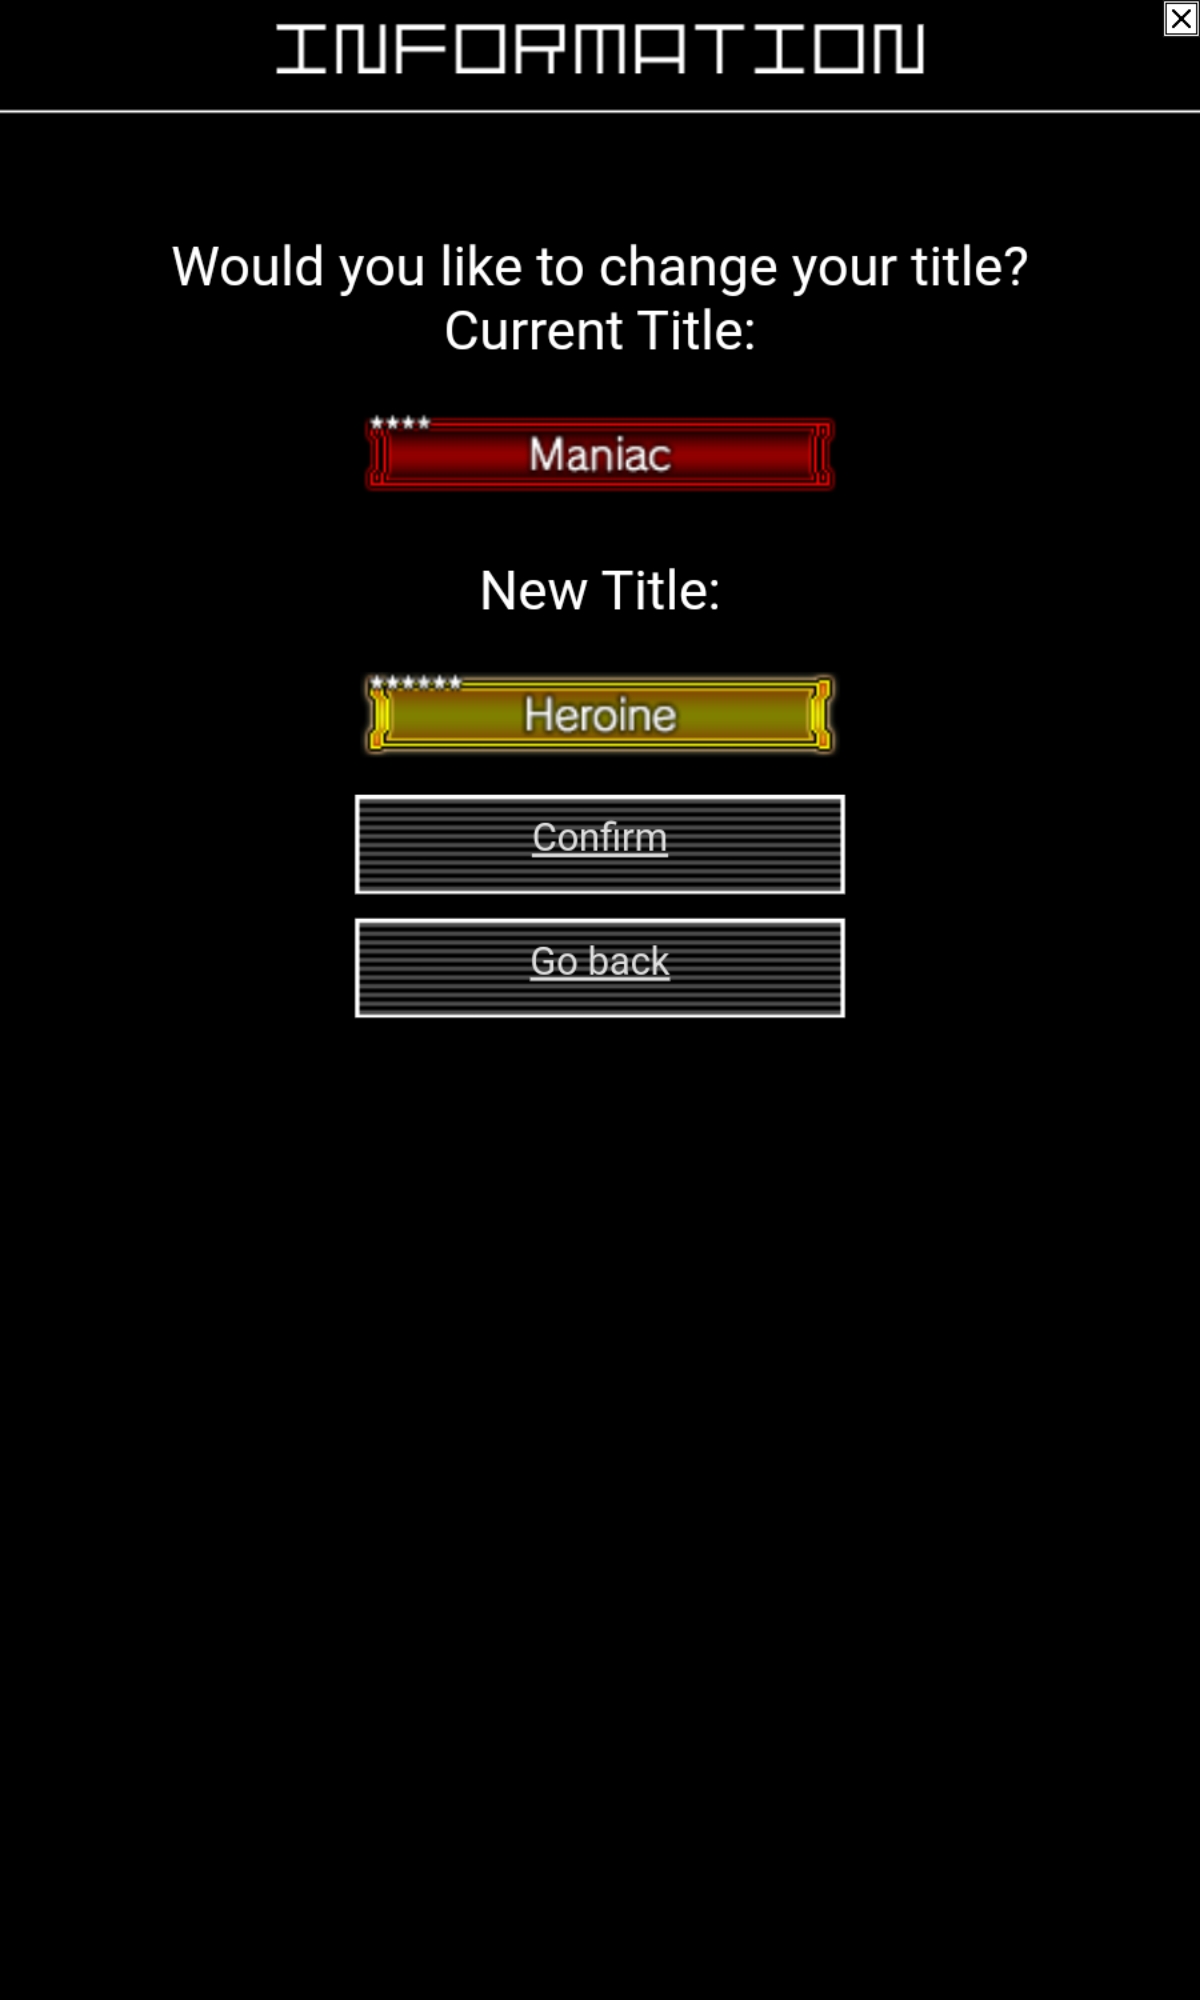 INFORMATION
Would you like to change your title?
Current Title:
****
Maniac
New Title:
******
Heroine
Confirm
Go back